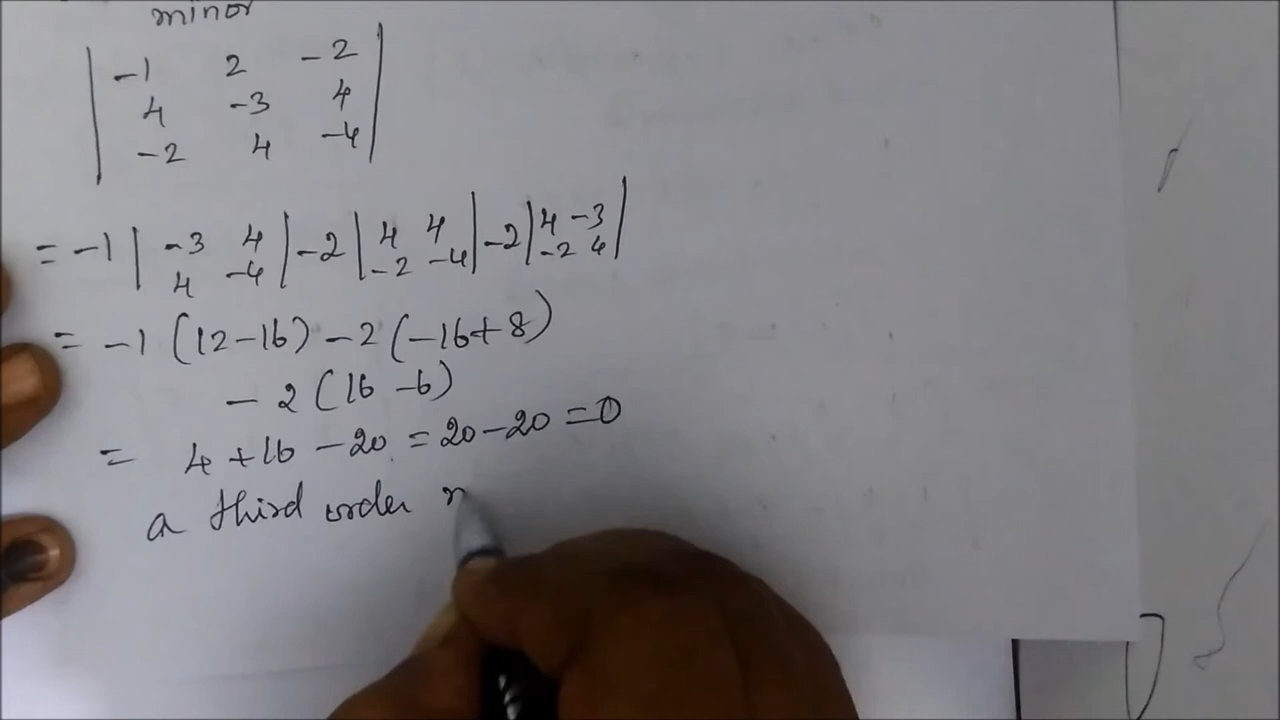 minor
| -1 2 -2 |
| 4 -3 4 |
| -2 4 -4 |
= -1 | -3 4 | -2 | 4 4 | -2 | 4 -3 |
| 4 -4 | | -2 -4 | | -2 4 |
= -1 (12-16) -2 (-16+8)
- 2 (16 -6)
= 4 +16 -20 = 20-20 =0
a third order